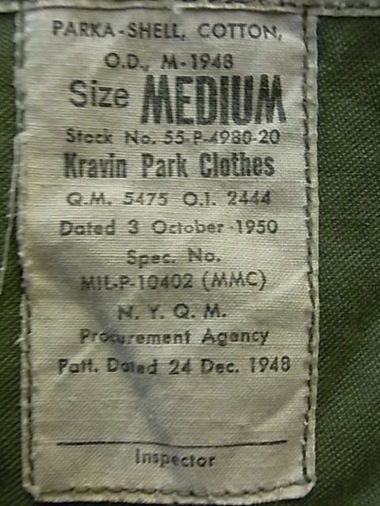 PARKA-SHELL, COTTON,
O.D., M-1948
Size MEDIUM
Stock No. 55-P-4980-20
Kravin Park Clothes
Q.M. 5475 O.I. 2444
Dated 3 October 1950
Spec. No.
MIL-P-10402 (MMC)
N. Y. Q. M.
Procurement Agency
Patt. Dated 24 Dec. 1948
Inspector